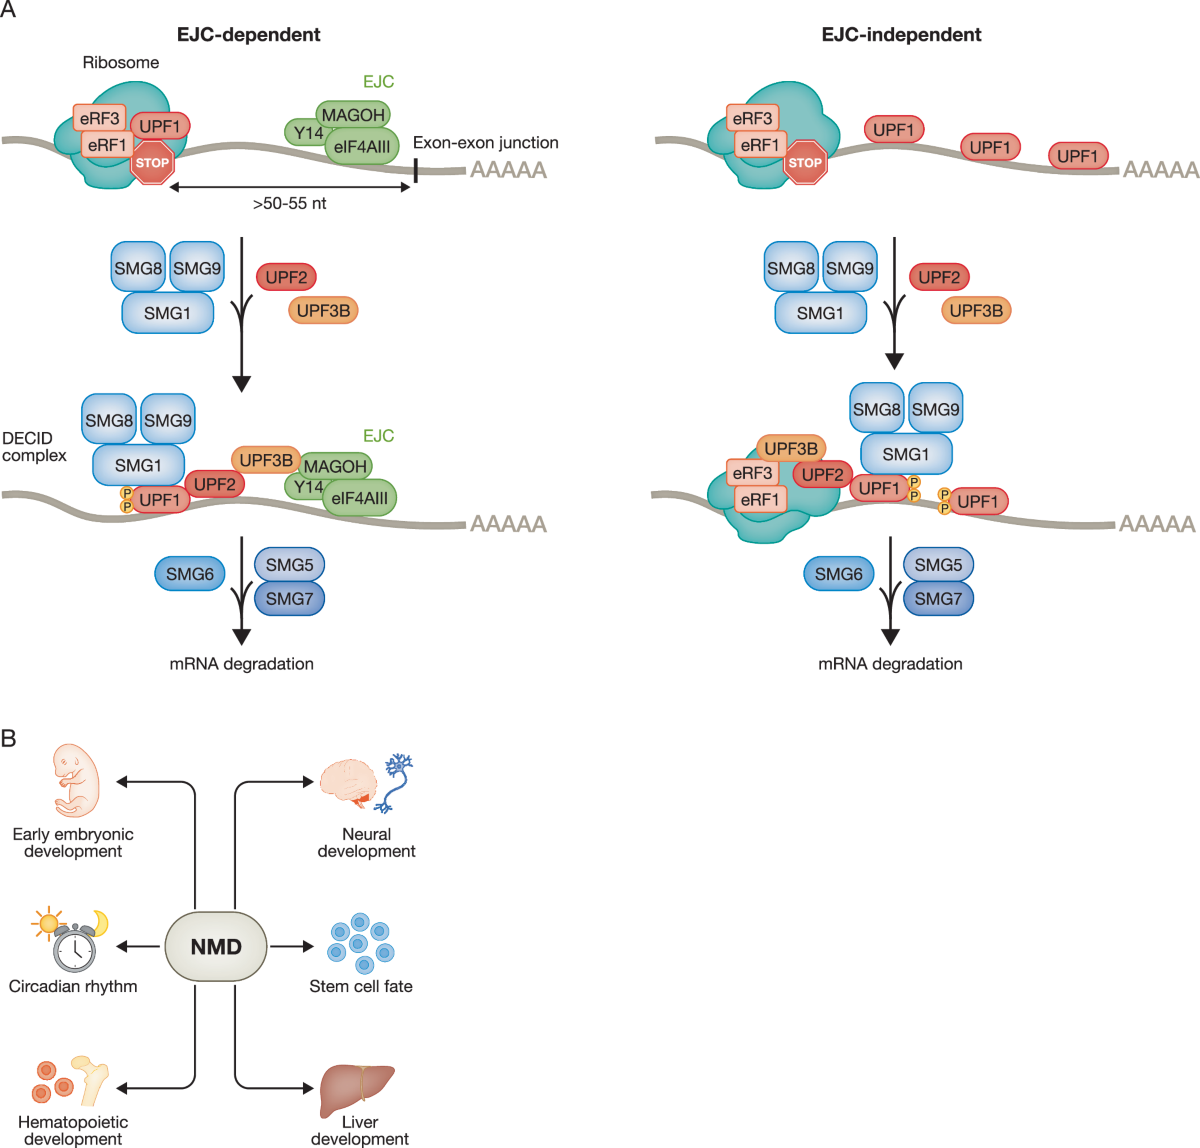 A
EJC-dependent
Ribosome
EJC
eRF3
UPF1
eRF1
STOP
MAGOH
Y14
eIF4AIII
Exon-exon junction
AAAAA
>50-55 nt
SMG8
SMG9
SMG1
UPF2
UPF3B
DECID
complex
SMG8
SMG9
SMG1
P
P
UPF1
UPF2
UPF3B
EJC
MAGOH
Y14
eIF4AIII
AAAAA
SMG6
SMG5
SMG7
mRNA degradation
EJC-independent
eRF3
eRF1
STOP
UPF1
UPF1
UPF1
AAAAA
SMG8
SMG9
SMG1
UPF2
UPF3B
SMG8
SMG9
SMG1
UPF3B
eRF3
eRF1
UPF2
UPF1
P
P
P
P
UPF1
AAAAA
SMG6
SMG5
SMG7
mRNA degradation
B
Early embryonic
development
Neural
development
Circadian rhythm
NMD
Stem cell fate
Hematopoietic
development
Liver
development